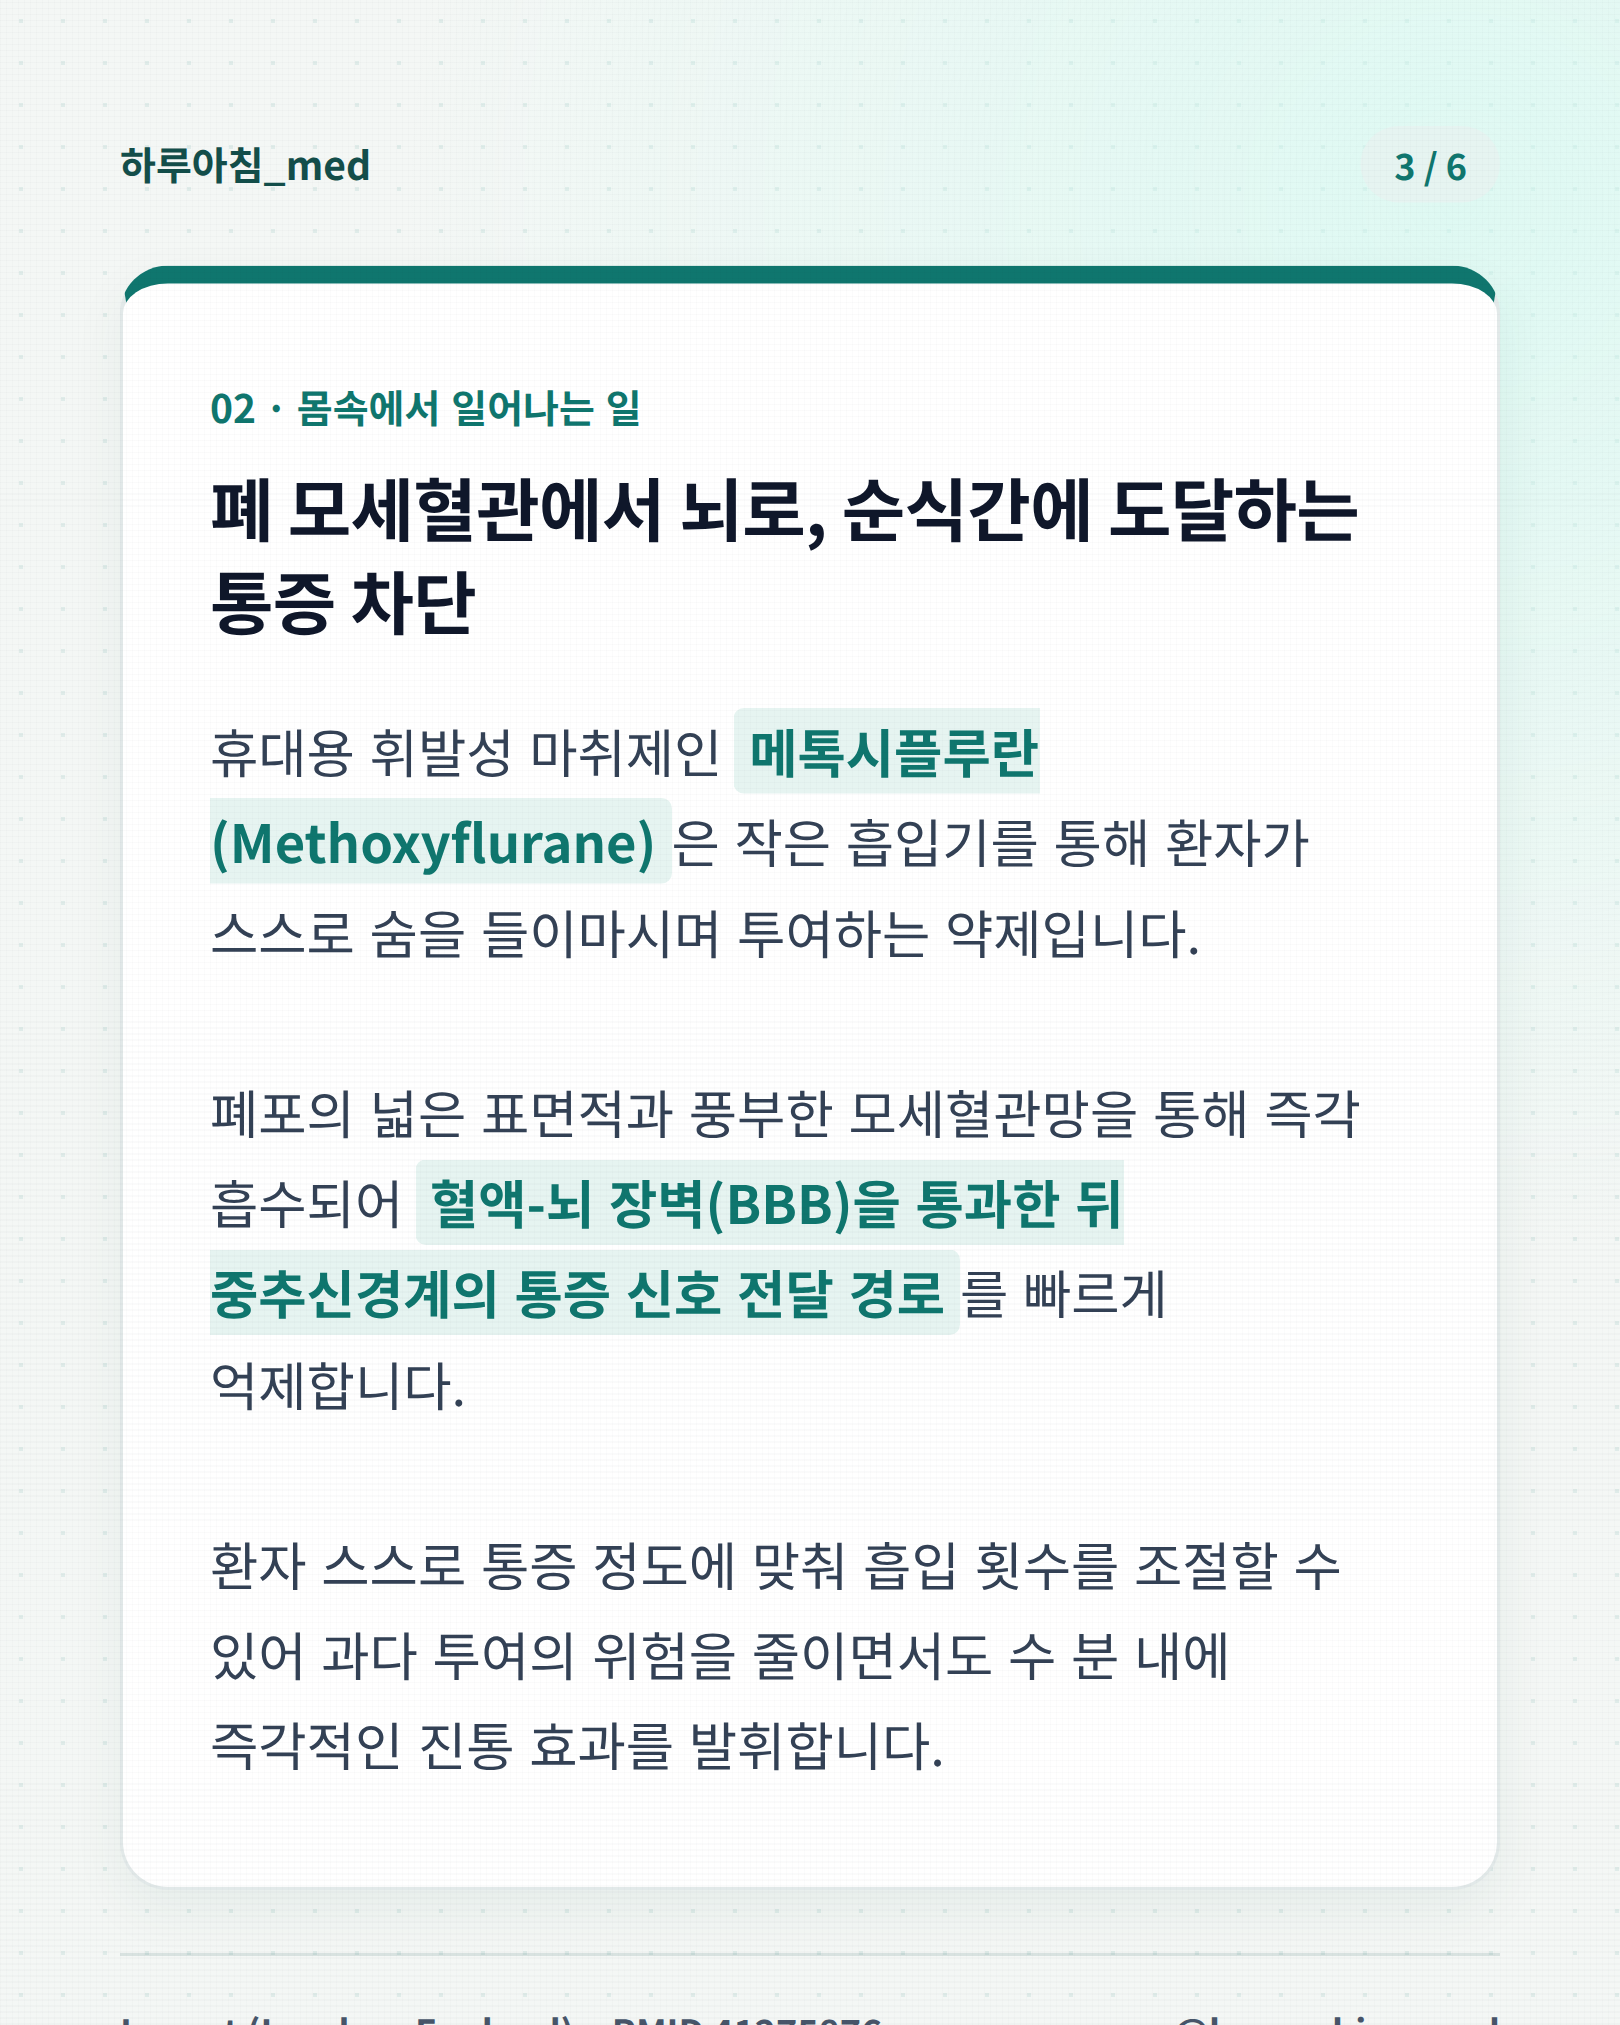 하루아침_med
3 / 6
02 · 몸속에서 일어나는 일
폐 모세혈관에서 뇌로, 순식간에 도달하는
통증 차단
휴대용 휘발성 마취제인 메톡시플루란
(Methoxyflurane)은 작은 흡입기를 통해 환자가
스스로 숨을 들이마시며 투여하는 약제입니다.
폐포의 넓은 표면적과 풍부한 모세혈관망을 통해 즉각
흡수되어 혈액-뇌 장벽(BBB)을 통과한 뒤
중추신경계의 통증 신호 전달 경로를 빠르게
억제합니다.
환자 스스로 통증 정도에 맞춰 흡입 횟수를 조절할 수
있어 과다 투여의 위험을 줄이면서도 수 분 내에
즉각적인 진통 효과를 발휘합니다.